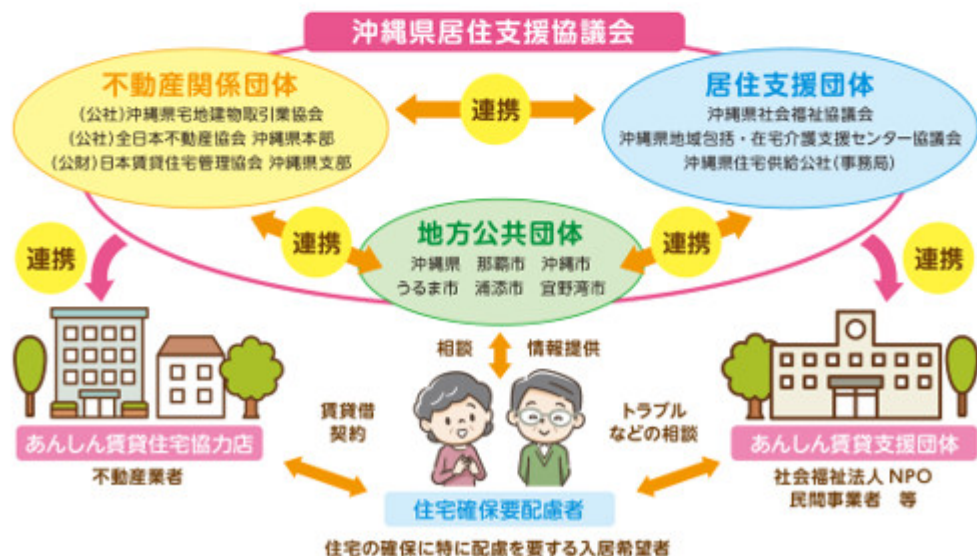 沖縄県居住支援協議会
不動産関係団体
(公社)沖縄県宅地建物取引業協会
(公社)全日本不動産協会 沖縄県本部
(公財)日本賃貸住宅管理協会 沖縄県支部
連携
居住支援団体
沖縄県社会福祉協議会
沖縄県地域包括・在宅介護支援センター協議会
沖縄県住宅供給公社(事務局)
連携
連携
地方公共団体
沖縄県 那覇市 沖縄市
うるま市 浦添市 宜野湾市
連携
連携
相談 情報提供
賃貸借
契約
トラブル
などの相談
あんしん賃貸住宅協力店
不動産業者
あんしん賃貸支援団体
社会福祉法人 NPO
民間事業者 等
住宅確保要配慮者
住宅の確保に特に配慮を要する入居希望者